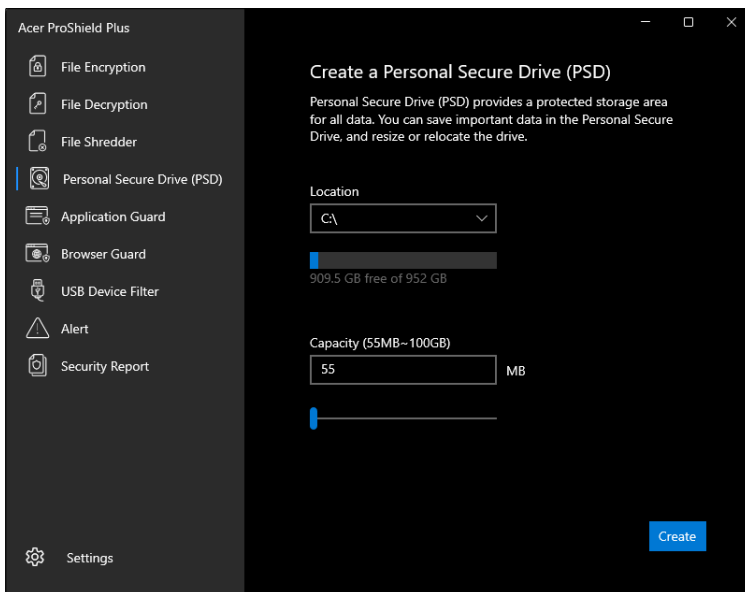 Acer ProShield Plus
File Encryption
File Decryption
File Shredder
Personal Secure Drive (PSD)
Application Guard
Browser Guard
USB Device Filter
Alert
Security Report
Settings
Create a Personal Secure Drive (PSD)
Personal Secure Drive (PSD) provides a protected storage area
for all data. You can save important data in the Personal Secure
Drive, and resize or relocate the drive.
Location
C:\
909.5 GB free of 952 GB
Capacity (55MB~100GB)
55 MB
Create